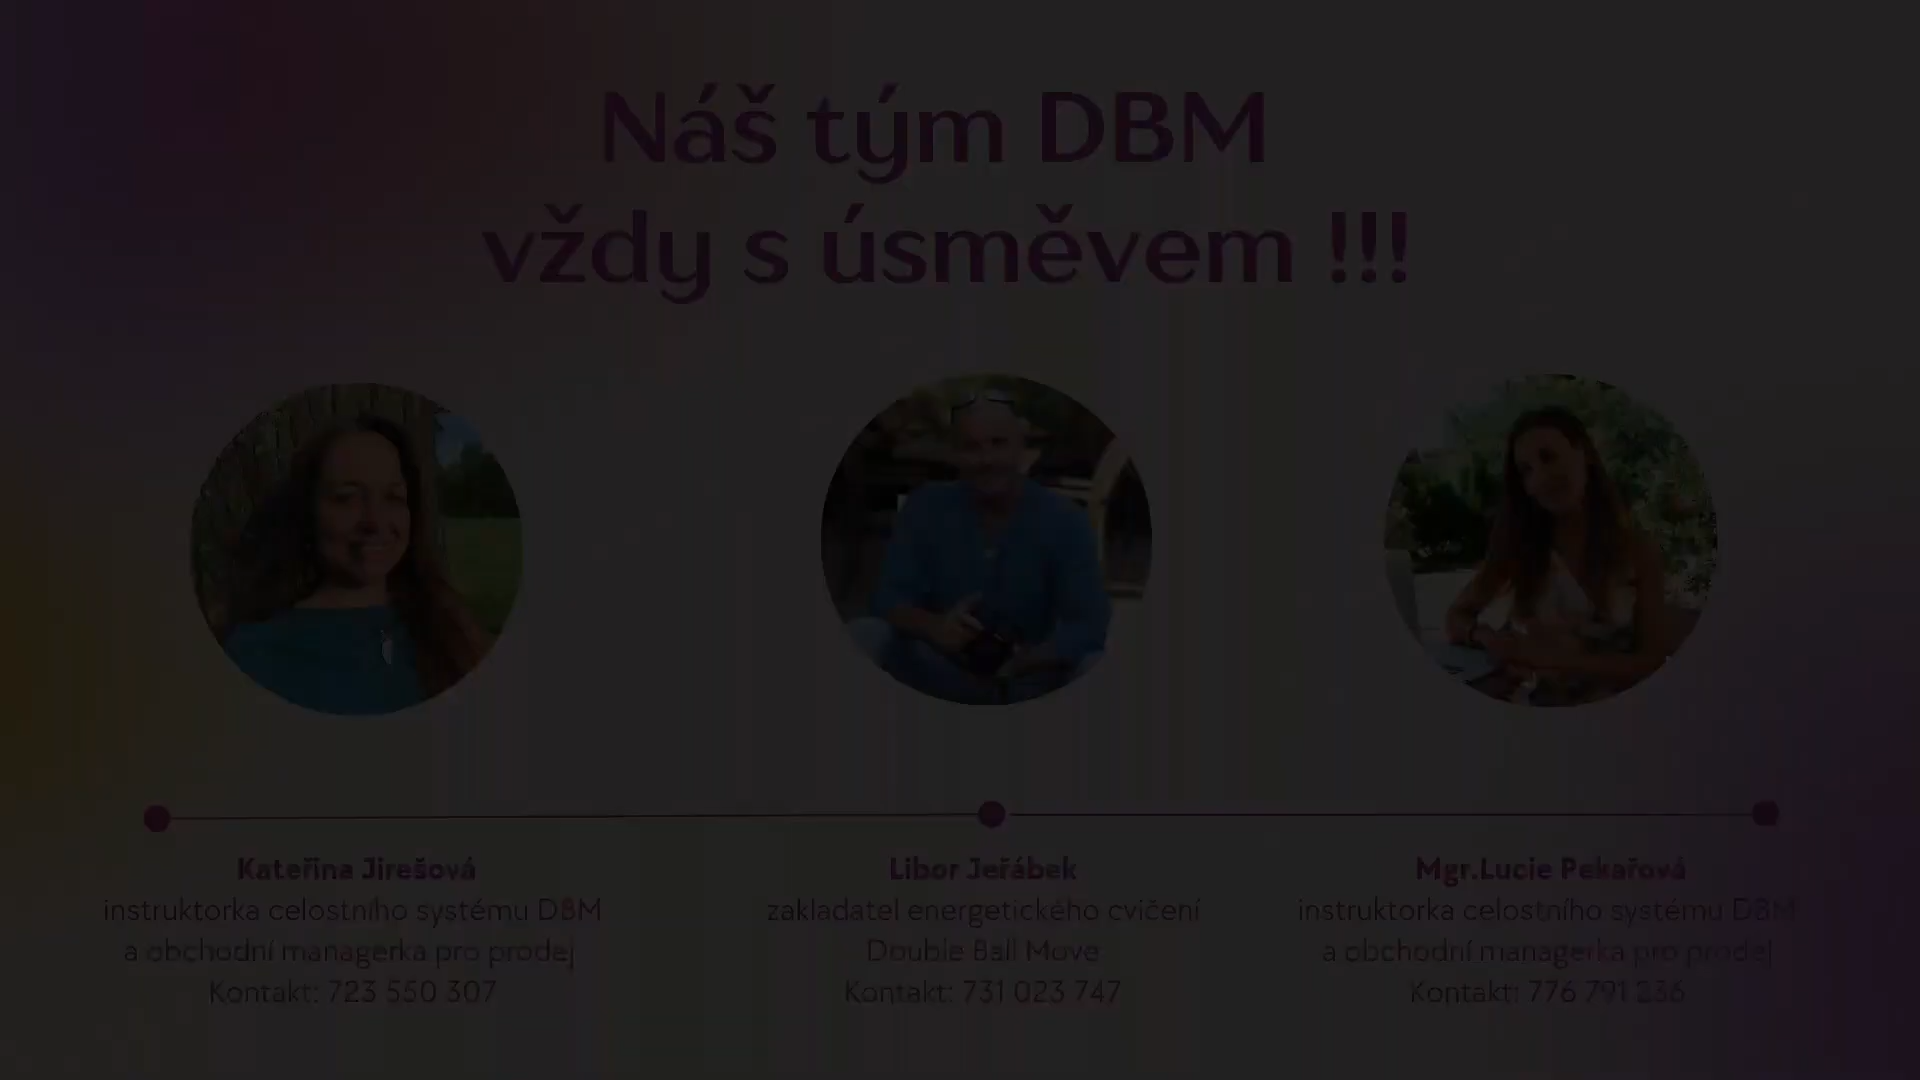 Náš tým DBM
vždy s úsměvem !!!
Kateřina Jirešová
instruktorka celostního systému DBM
a obchodní managerka pro prodej
Kontakt: 723 550 307
Libor Jeřábek
zakladatel energetického cvičení
Double Ball Move
Kontakt: 731 023 747
Mgr.Lucie Pekařová
instruktorka celostního systému DBM
a obchodní managerka pro prodej
Kontakt: 776 791 236